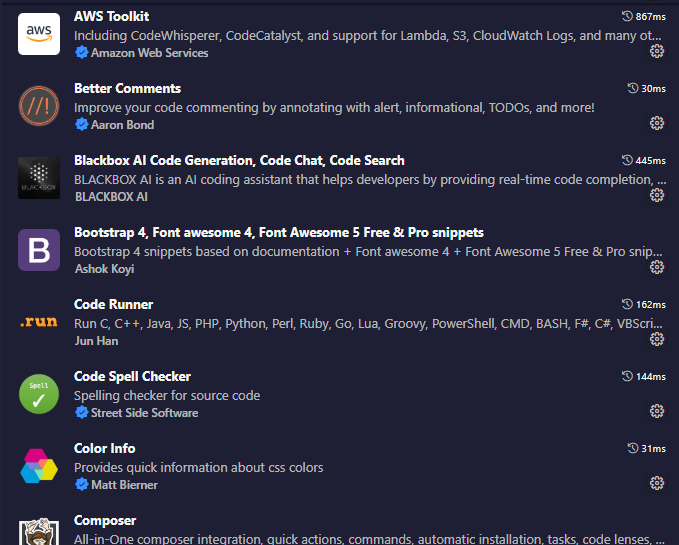 AWS Toolkit
867ms
aws
Including CodeWhisperer, CodeCatalyst, and support for Lambda, S3, CloudWatch Logs, and many ot...
Amazon Web Services
Better Comments
30ms
//!
Improve your code commenting by annotating with alert, informational, TODOs, and more!
Aaron Bond
Blackbox AI Code Generation, Code Chat, Code Search
445ms
BLACKBOX AI is an AI coding assistant that helps developers by providing real-time code completion, ...
BLACKBOX
BLACKBOX AI
Bootstrap 4, Font awesome 4, Font Awesome 5 Free & Pro snippets
B
Bootstrap 4 snippets based on documentation + Font awesome 4 + Font Awesome 5 Free & Pro snip...
Ashok Koyi
Code Runner
162ms
.run
Run C, C++, Java, JS, PHP, Python, Perl, Ruby, Go, Lua, Groovy, PowerShell, CMD, BASH, F#, C#, VBScri...
Jun Han
Code Spell Checker
144ms
Spell
Spelling checker for source code
Street Side Software
Color Info
31ms
Provides quick information about css colors
Matt Bierner
Composer
All-in-One composer integration, quick actions, commands, automatic installation, tasks, code lenses, ...